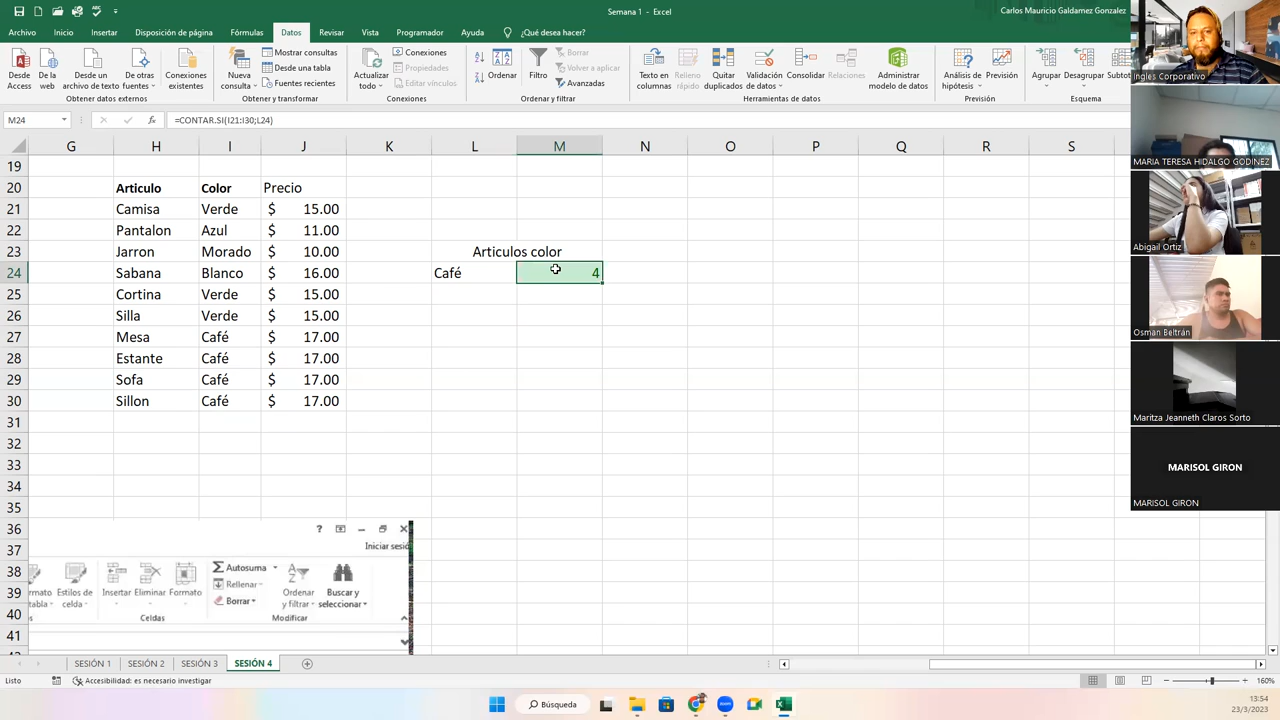 Semana 1 - Excel
Carlos Mauricio Galdamez Gonzalez
Archivo Inicio Insertar Disposición de página Fórmulas Datos Revisar Vista Programador Ayuda ¿Qué desea hacer?
Desde Access
De la web
Desde un archivo de texto
De otras fuentes
Conexiones existentes
Obtener datos externos
Nueva consulta
Mostrar consultas
Desde una tabla
Fuentes recientes
Obtener y transformar
Actualizar todo
Conexiones
Propiedades
Editar vínculos
Conexiones
Ordenar
Filtro
Borrar
Volver a aplicar
Avanzadas
Ordenar y filtrar
Texto en columnas
Relleno rápido
Quitar duplicados
Validación de datos
Consolidar
Relaciones
Administrar modelo de datos
Herramientas de datos
Análisis de hipótesis
Previsión
Previsión
Agrupar
Desagrupar
Subtot
Esquema
M24
=CONTAR.SI(I21:I30;L24)
G H I J K L M N O P Q R S
19
20 Articulo Color Precio
21 Camisa Verde $ 15.00
22 Pantalon Azul $ 11.00
23 Jarron Morado $ 10.00 Articulos color
24 Sabana Blanco $ 16.00 Café 4
25 Cortina Verde $ 15.00
26 Silla Verde $ 15.00
27 Mesa Café $ 17.00
28 Estante Café $ 17.00
29 Sofa Café $ 17.00
30 Sillon Café $ 17.00
31
32
33
34
35
36
37
38
39
40
41
Iniciar sesió
Estilos de celda
Insertar Eliminar Formato
Celdas
Autosuma
Rellenar
Borrar
Ordenar y filtrar
Buscar y seleccionar
Modificar
SESIÓN 1 SESIÓN 2 SESIÓN 3 SESIÓN 4
Listo
Accesibilidad: es necesario investigar
160%
Búsqueda
13:54
23/3/2023
Ingles Corporativo
MARIA TERESA HIDALGO GODINEZ
Abigail Ortiz
Osman Beltrán
Maritza Jeanneth Claros Sorto
MARISOL GIRON
MARISOL GIRON